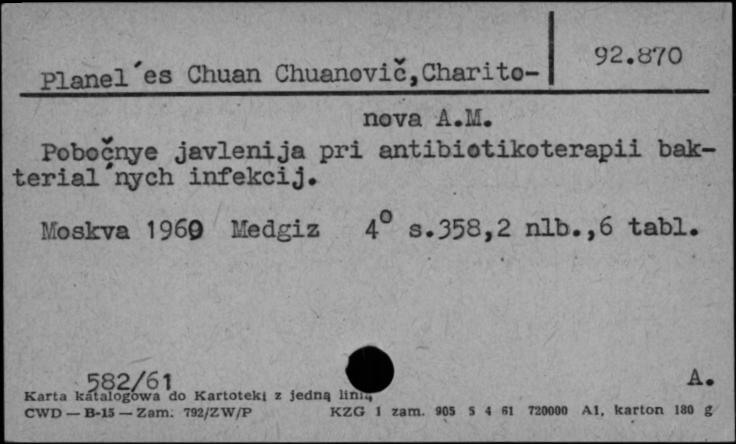 92.870
Planel´es Chuan Chuanovič,Charito-
nova A.M.
Pobočnye javlenija pri antibiotikoterapii bak-
terial´nych infekcij.
Moskva 1960 Medgiz 4° s.358,2 nlb.,6 tabl.
582/61
A.
Karta katalogowa do Kartoteki z jedną linią
CWD — B-15 — Zam. 792/ZW/P KZG 1 zam. 905 S 4 61 720000 A1, karton 180 g